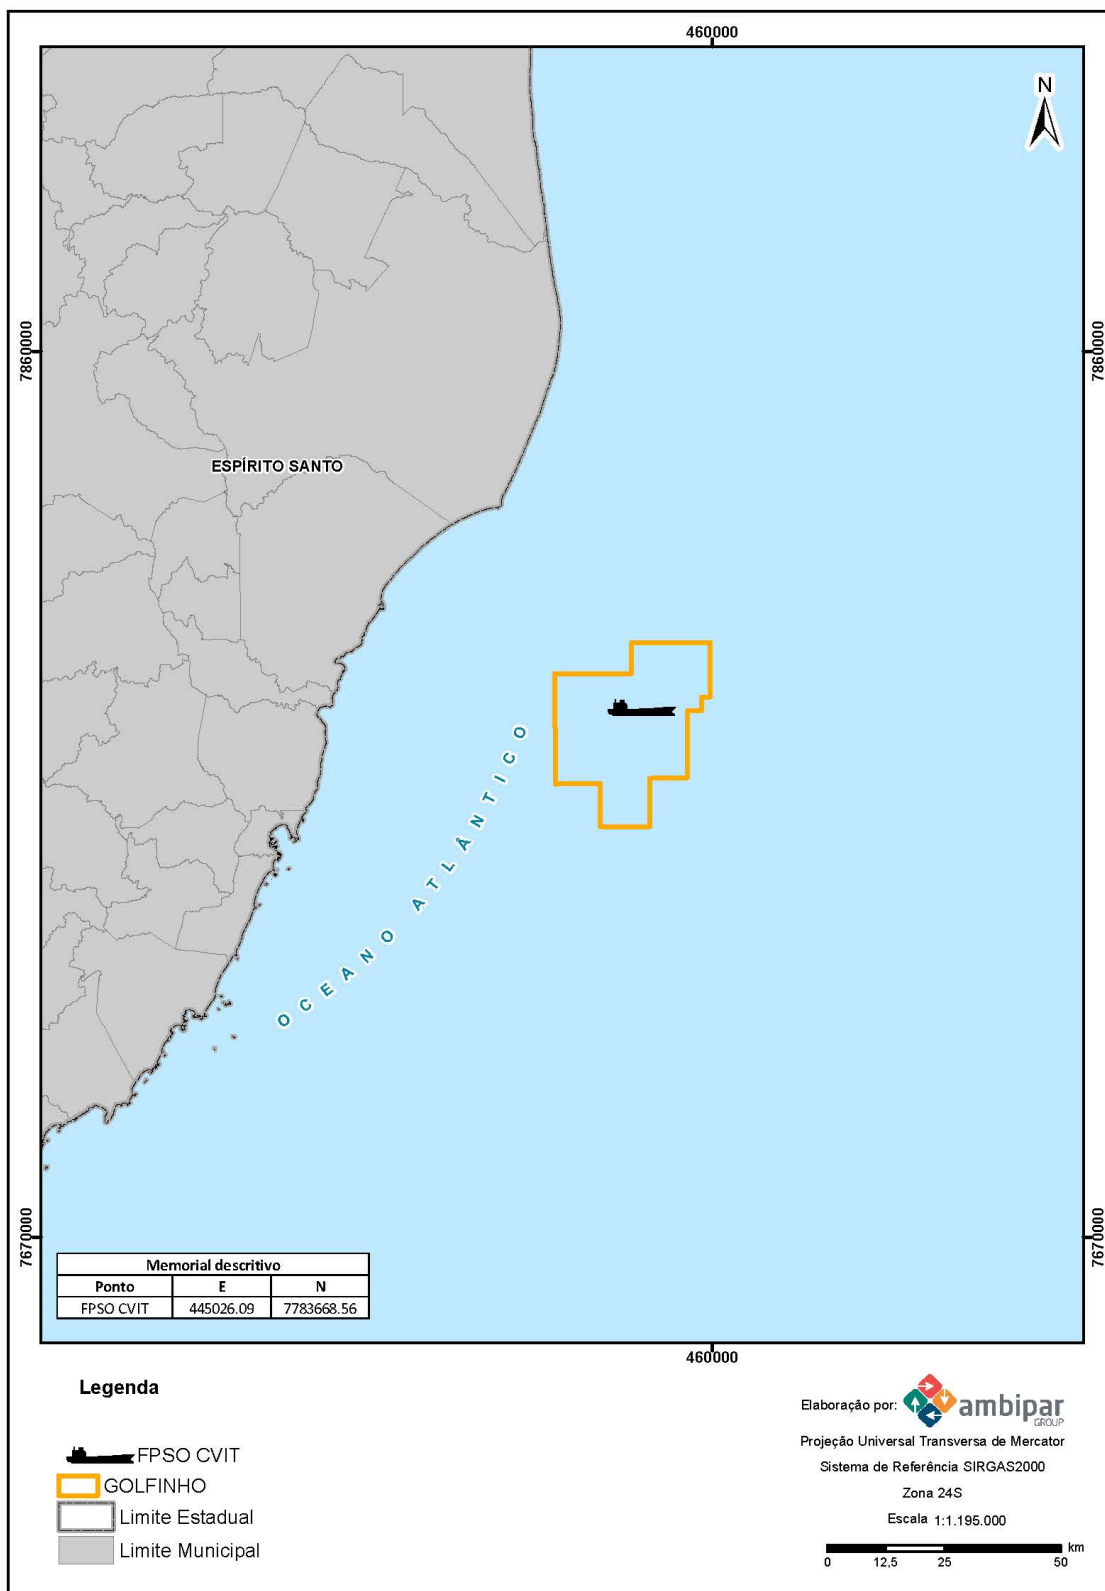 460000
N
7860000
7860000
ESPÍRITO SANTO
OCEANO ATLÂNTICO
7670000
7670000
Memorial descritivo
Ponto E N
FPSO CVIT 445026.09 7783668.56
460000
Legenda
FPSO CVIT
GOLFINHO
Limite Estadual
Limite Municipal
Elaboração por: ambipar
GROUP
Projeção Universal Transversa de Mercator
Sistema de Referência SIRGAS2000
Zona 24S
Escala 1:1.195.000
km
0 12,5 25 50